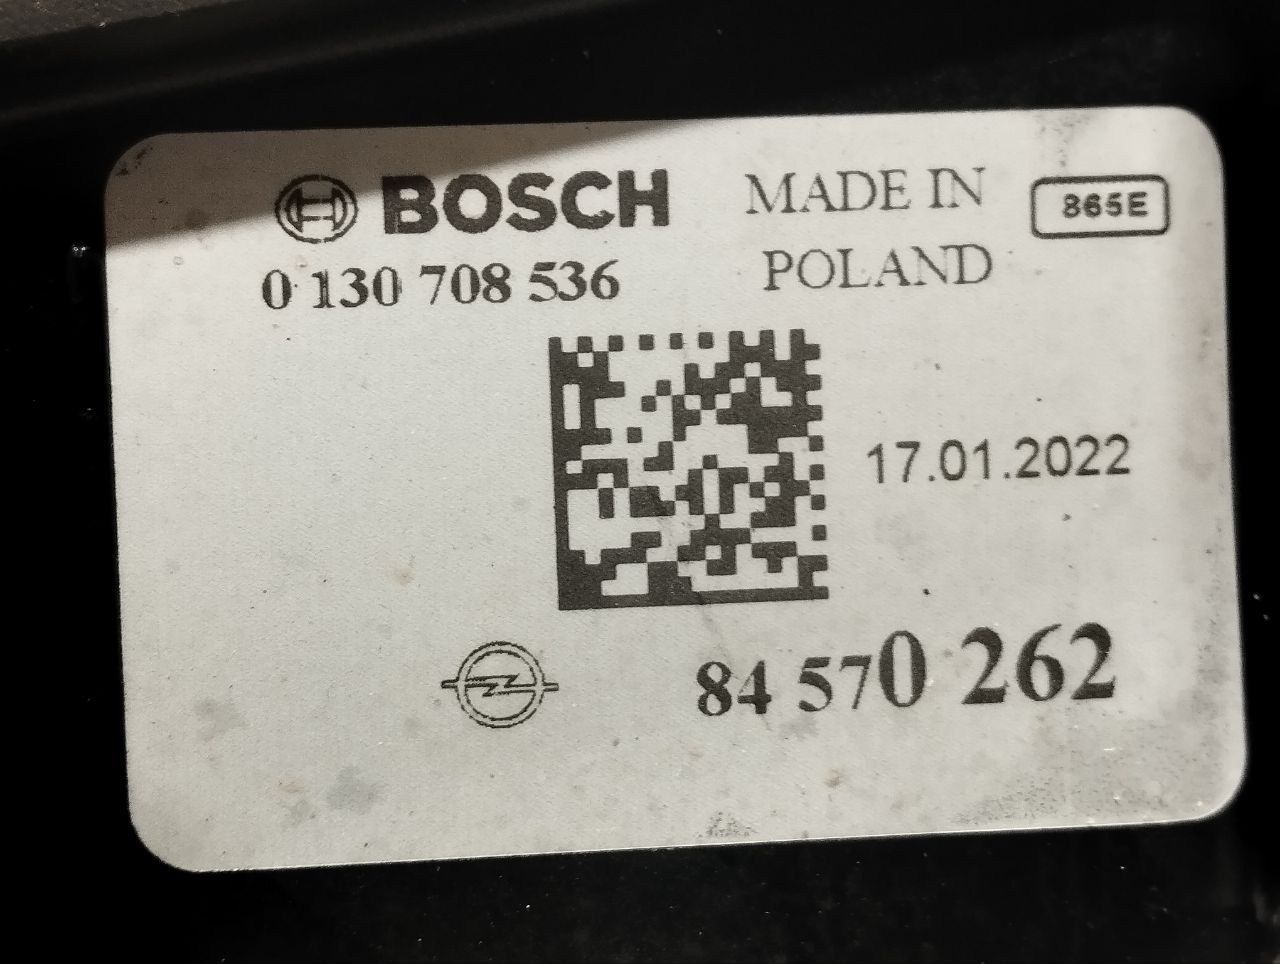 BOSCH
0 130 708 536
MADE IN
POLAND
865E
17.01.2022
84 570 262